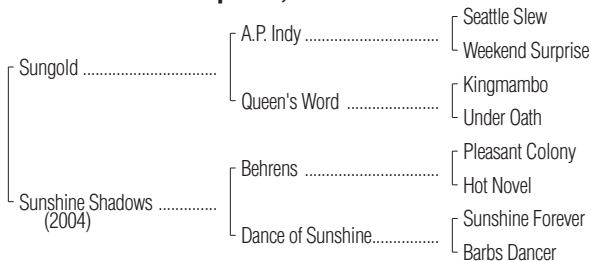 Seattle Slew
A.P. Indy ..............................
Weekend Surprise
Sungold ..............................
Kingmambo
Queen's Word ......................
Under Oath
Pleasant Colony
Behrens ..............................
Hot Novel
Sunshine Shadows .............
(2004)
Sunshine Forever
Dance of Sunshine...............
Barbs Dancer